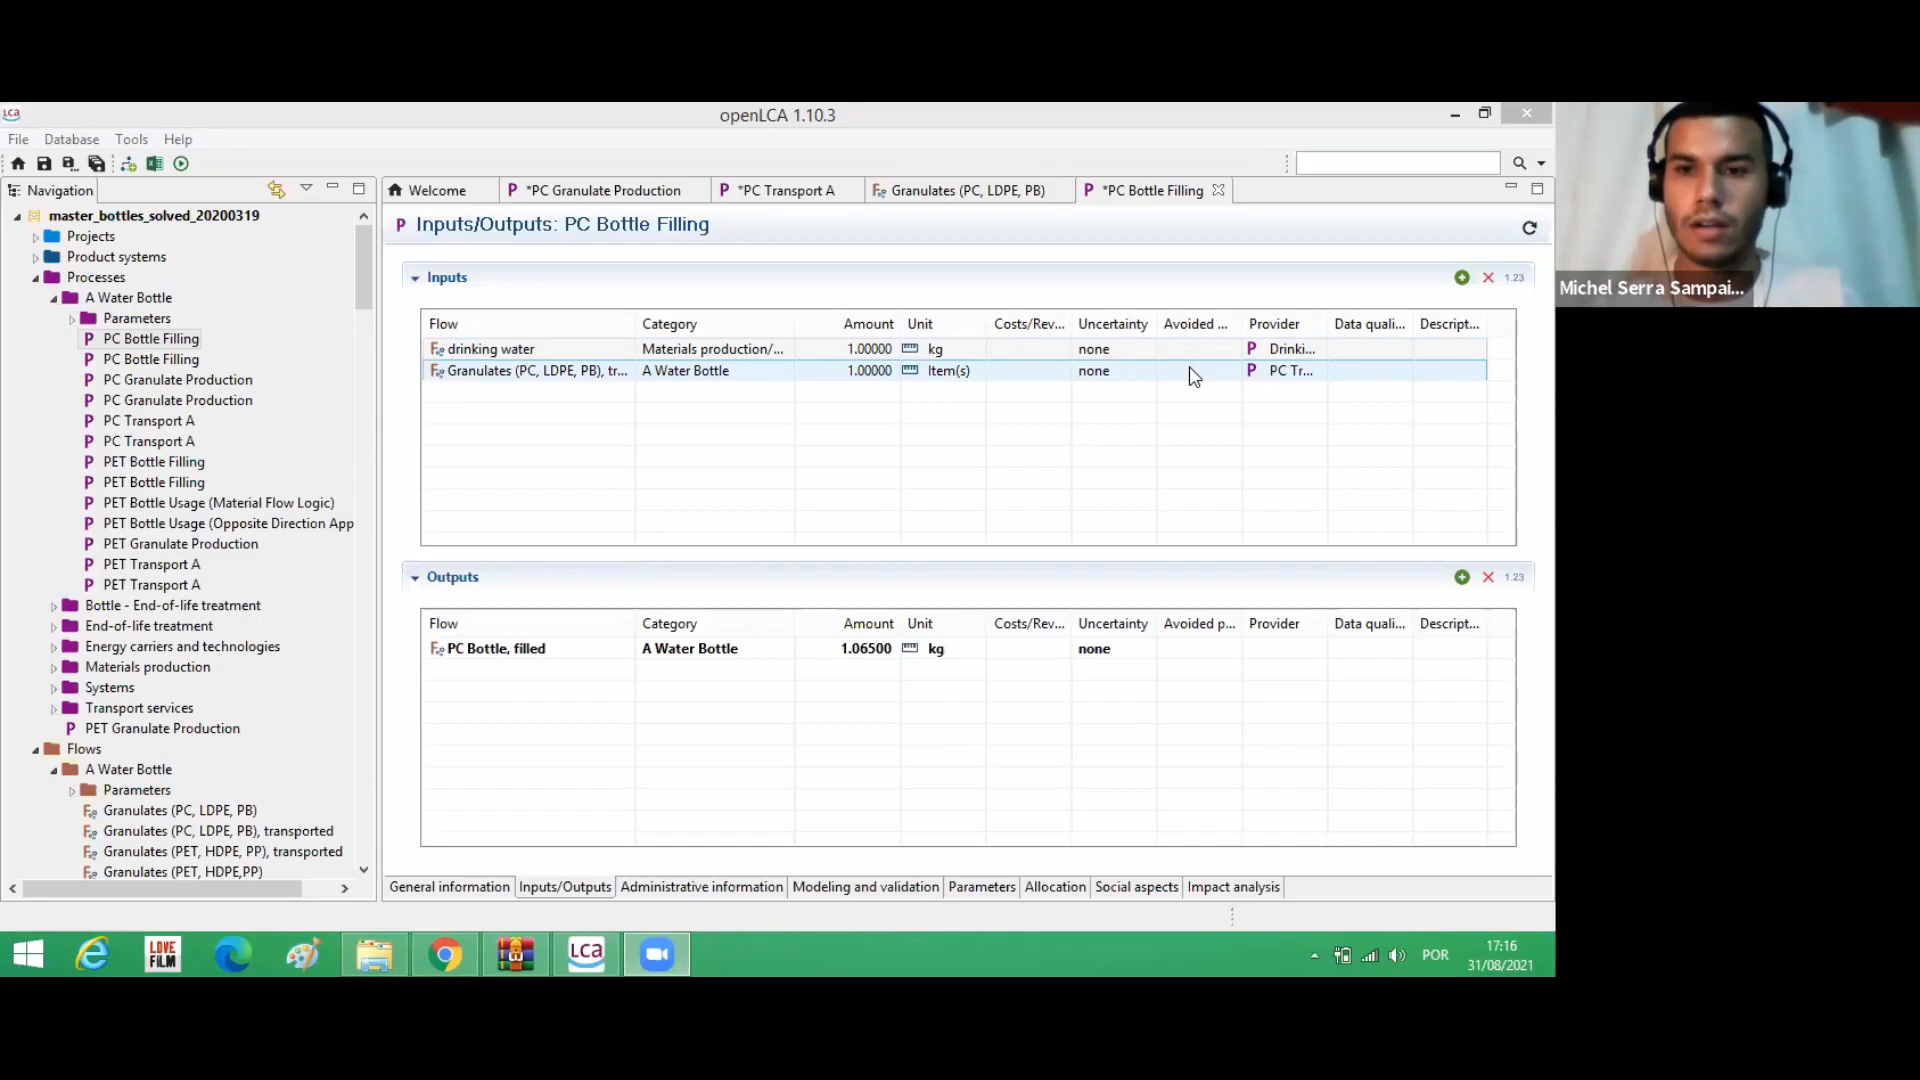 LCA
openLCA 1.10.3
File Database Tools Help
Navigation
Welcome *PC Granulate Production *PC Transport A Granulates (PC, LDPE, PB) *PC Bottle Filling
master_bottles_solved_20200319
Projects
Product systems
Processes
A Water Bottle
Parameters
PC Bottle Filling
PC Bottle Filling
PC Granulate Production
PC Granulate Production
PC Transport A
PC Transport A
PET Bottle Filling
PET Bottle Filling
PET Bottle Usage (Material Flow Logic)
PET Bottle Usage (Opposite Direction App
PET Granulate Production
PET Transport A
PET Transport A
Bottle - End-of-life treatment
End-of-life treatment
Energy carriers and technologies
Materials production
Systems
Transport services
PET Granulate Production
Flows
A Water Bottle
Parameters
Granulates (PC, LDPE, PB)
Granulates (PC, LDPE, PB), transported
Granulates (PET, HDPE, PP), transported
Granulates (PET, HDPE,PP)
P Inputs/Outputs: PC Bottle Filling
Inputs 1.23
Flow Category Amount Unit Costs/Rev... Uncertainty Avoided ... Provider Data quali... Descript...
drinking water Materials production/... 1.00000 kg none P Drinki...
Granulates (PC, LDPE, PB), tr... A Water Bottle 1.00000 Item(s) none P PC Tr...
Outputs 1.23
Flow Category Amount Unit Costs/Rev... Uncertainty Avoided p... Provider Data quali... Descript...
PC Bottle, filled A Water Bottle 1.06500 kg none
General information Inputs/Outputs Administrative information Modeling and validation Parameters Allocation Social aspects Impact analysis
LOVE
FILM
LCA
POR
17:16
31/08/2021
Michel Serra Sampai...